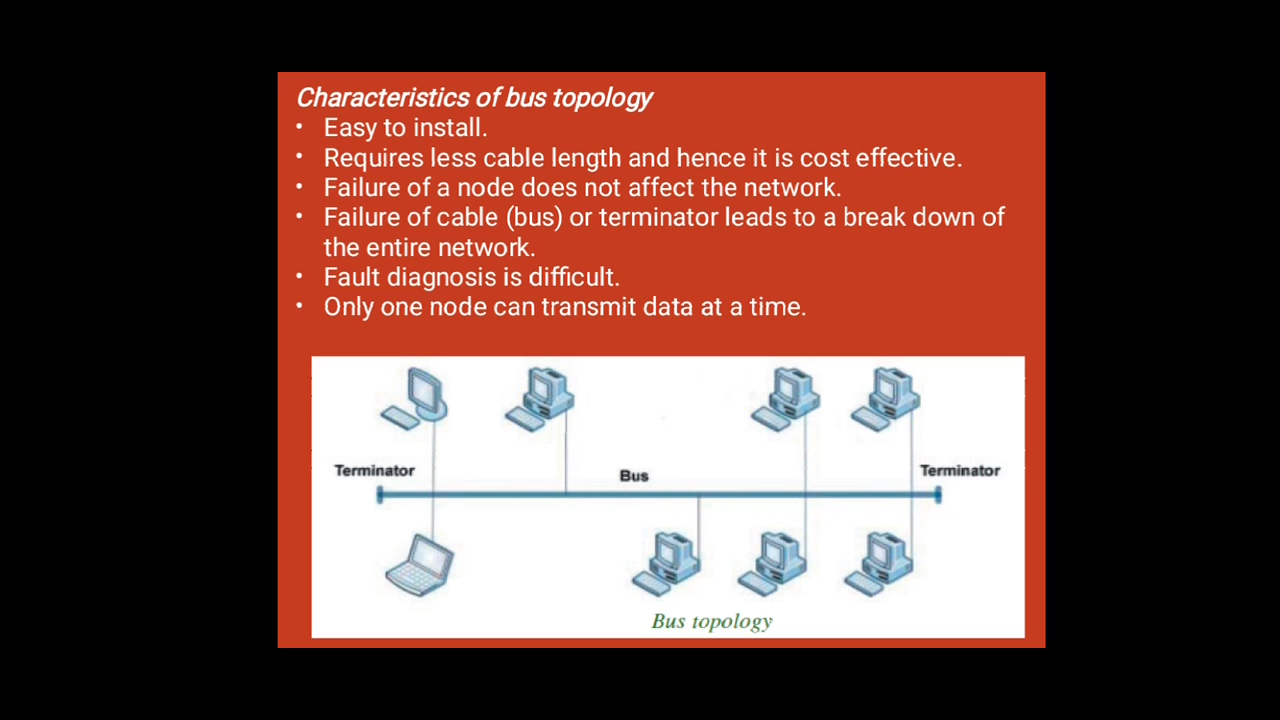 Characteristics of bus topology
• Easy to install.
• Requires less cable length and hence it is cost effective.
• Failure of a node does not affect the network.
• Failure of cable (bus) or terminator leads to a break down of
the entire network.
• Fault diagnosis is difficult.
• Only one node can transmit data at a time.
Terminator
Bus
Terminator
Bus topology